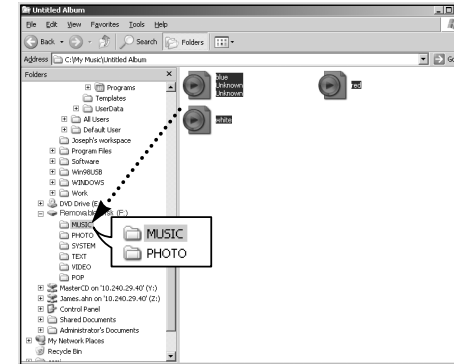 Untitled Album
File Edit View Favorites Tools Help
Back Search Folders
Address C:\My Music\Untitled Album Go
Folders
blue
Unknown
Unknown
red
white
Programs
Templates
UserData
All Users
Default User
Joseph's workspace
Program Files
Software
Win98USB
WINDOWS
Work
DVD Drive (E:
Removable Disk (F:)
MUSIC
PHOTO
SYSTEM
TEXT
VIDEO
POP
MUSIC
PHOTO
MasterCD on '10.240.29.40' (Y:)
James.ahn on '10.240.29.40' (Z:)
Control Panel
Shared Documents
Administrator's Documents
My Network Places
Recycle Bin